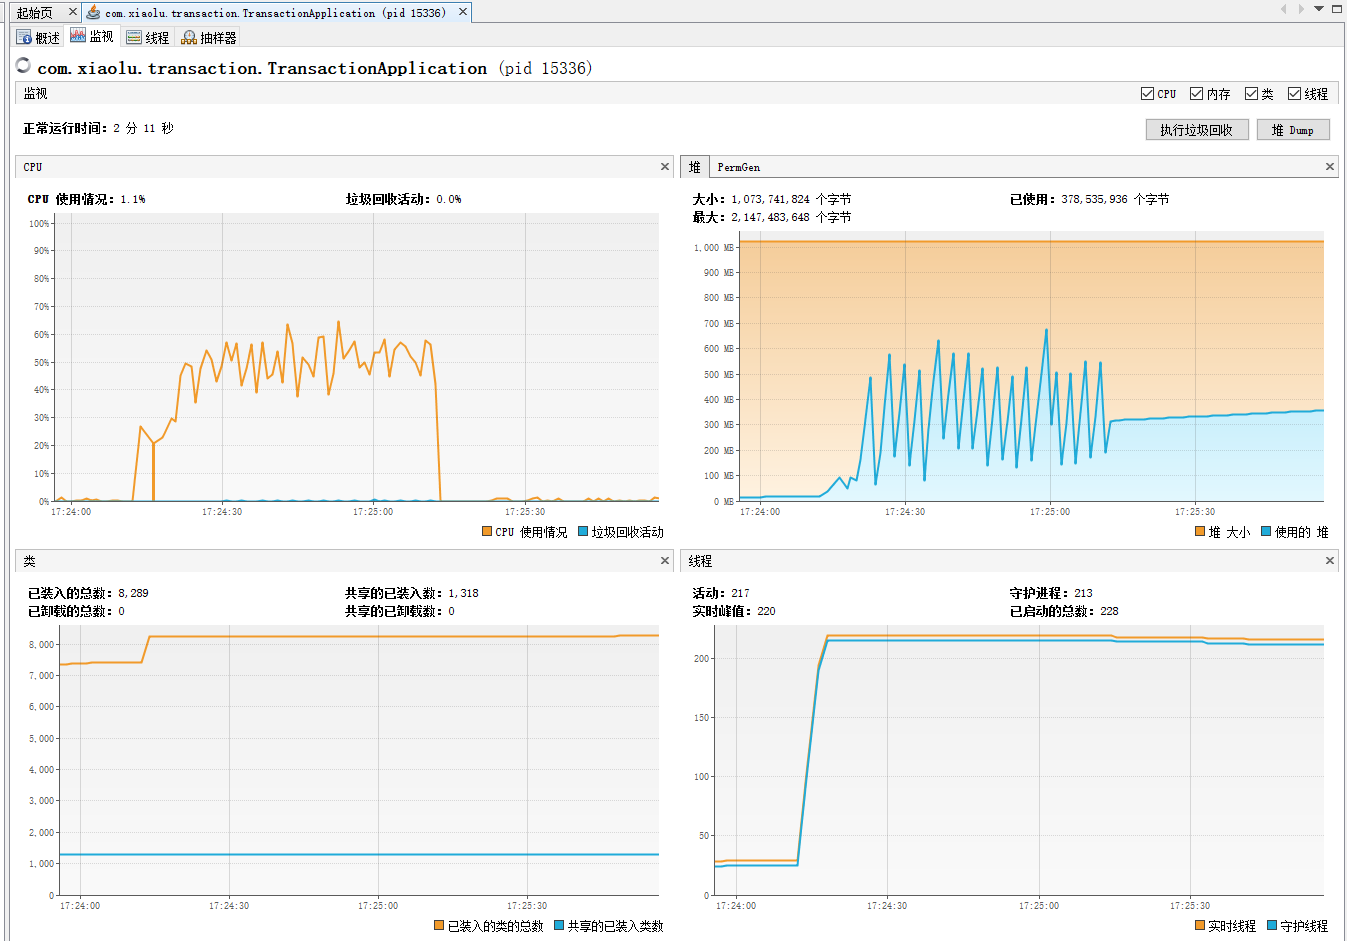 起始页
com.xiaolu.transaction.TransactionApplication (pid 15336)
概述 监视 线程 抽样器
com.xiaolu.transaction.TransactionApplication (pid 15336)
监视
CPU 内存 类 线程
正常运行时间：2 分 11 秒
执行垃圾回收 堆 Dump
CPU
CPU 使用情况：1.1% 垃圾回收活动：0.0%
100%
90%
80%
70%
60%
50%
40%
30%
20%
10%
0%
17:24:00 17:24:30 17:25:00 17:25:30
CPU 使用情况 垃圾回收活动
堆 PermGen
大小：1,073,741,824 个字节 已使用：378,535,936 个字节
最大：2,147,483,648 个字节
1,000 MB
900 MB
800 MB
700 MB
600 MB
500 MB
400 MB
300 MB
200 MB
100 MB
0 MB
17:24:00 17:24:30 17:25:00 17:25:30
堆 大小 使用的 堆
类
已装入的总数：8,289 共享的已装入数：1,318
已卸载的总数：0 共享的已卸载数：0
8,000
7,000
6,000
5,000
4,000
3,000
2,000
1,000
0
17:24:00 17:24:30 17:25:00 17:25:30
已装入的类的总数 共享的已装入类数
线程
活动：217 守护进程：213
实时峰值：220 已启动的总数：228
200
150
100
50
0
17:24:00 17:24:30 17:25:00 17:25:30
实时线程 守护线程